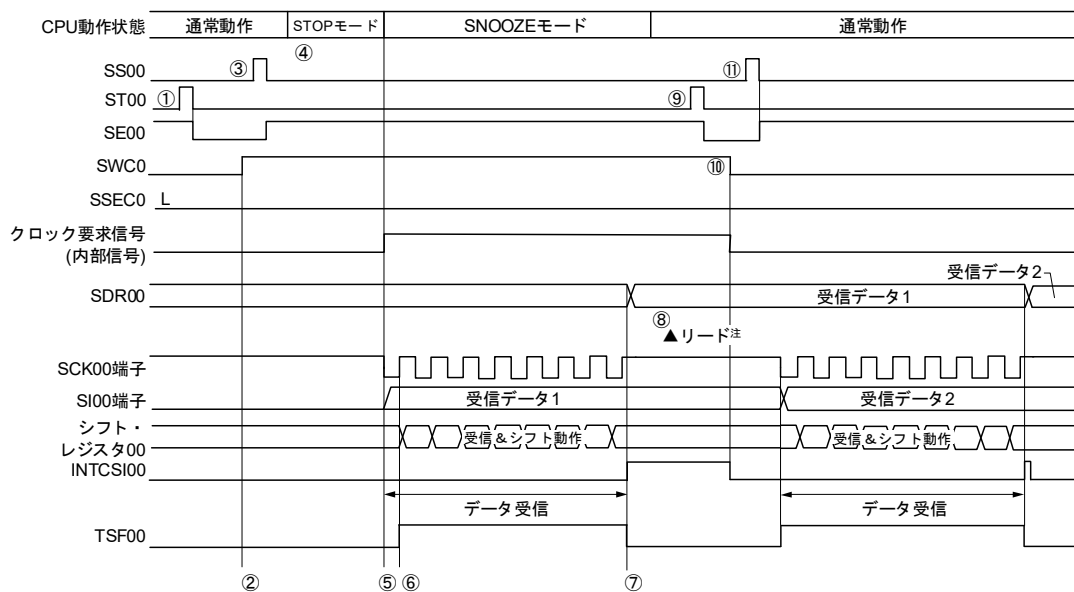 CPU動作状態 通常動作 STOPモード SNOOZEモード 通常動作
④
SS00 ③ ⑪
ST00 ① ⑨
SE00
SWC0 ⑩
SSEC0 L
クロック要求信号
(内部信号)
受信データ2
SDR00 受信データ1
⑧
▲リード注
SCK00端子
SI00端子 受信データ1 受信データ2
シフト・
レジスタ00 受信&シフト動作 受信&シフト動作
INTCSI00
データ受信 データ受信
TSF00
② ⑤ ⑥ ⑦